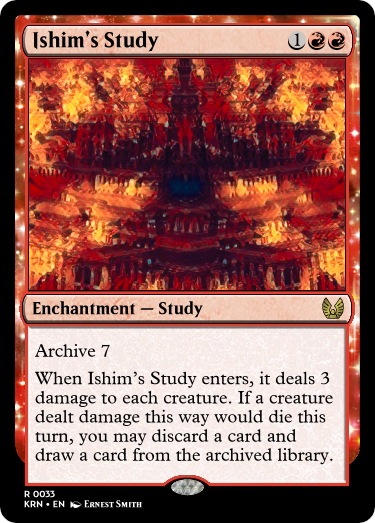 Ishim's Study 1
Enchantment — Study
Archive 7
When Ishim's Study enters, it deals 3
damage to each creature. If a creature
dealt damage this way would die this
turn, you may discard a card and
draw a card from the archived library.
R 0033
KRN • EN Ernest Smith